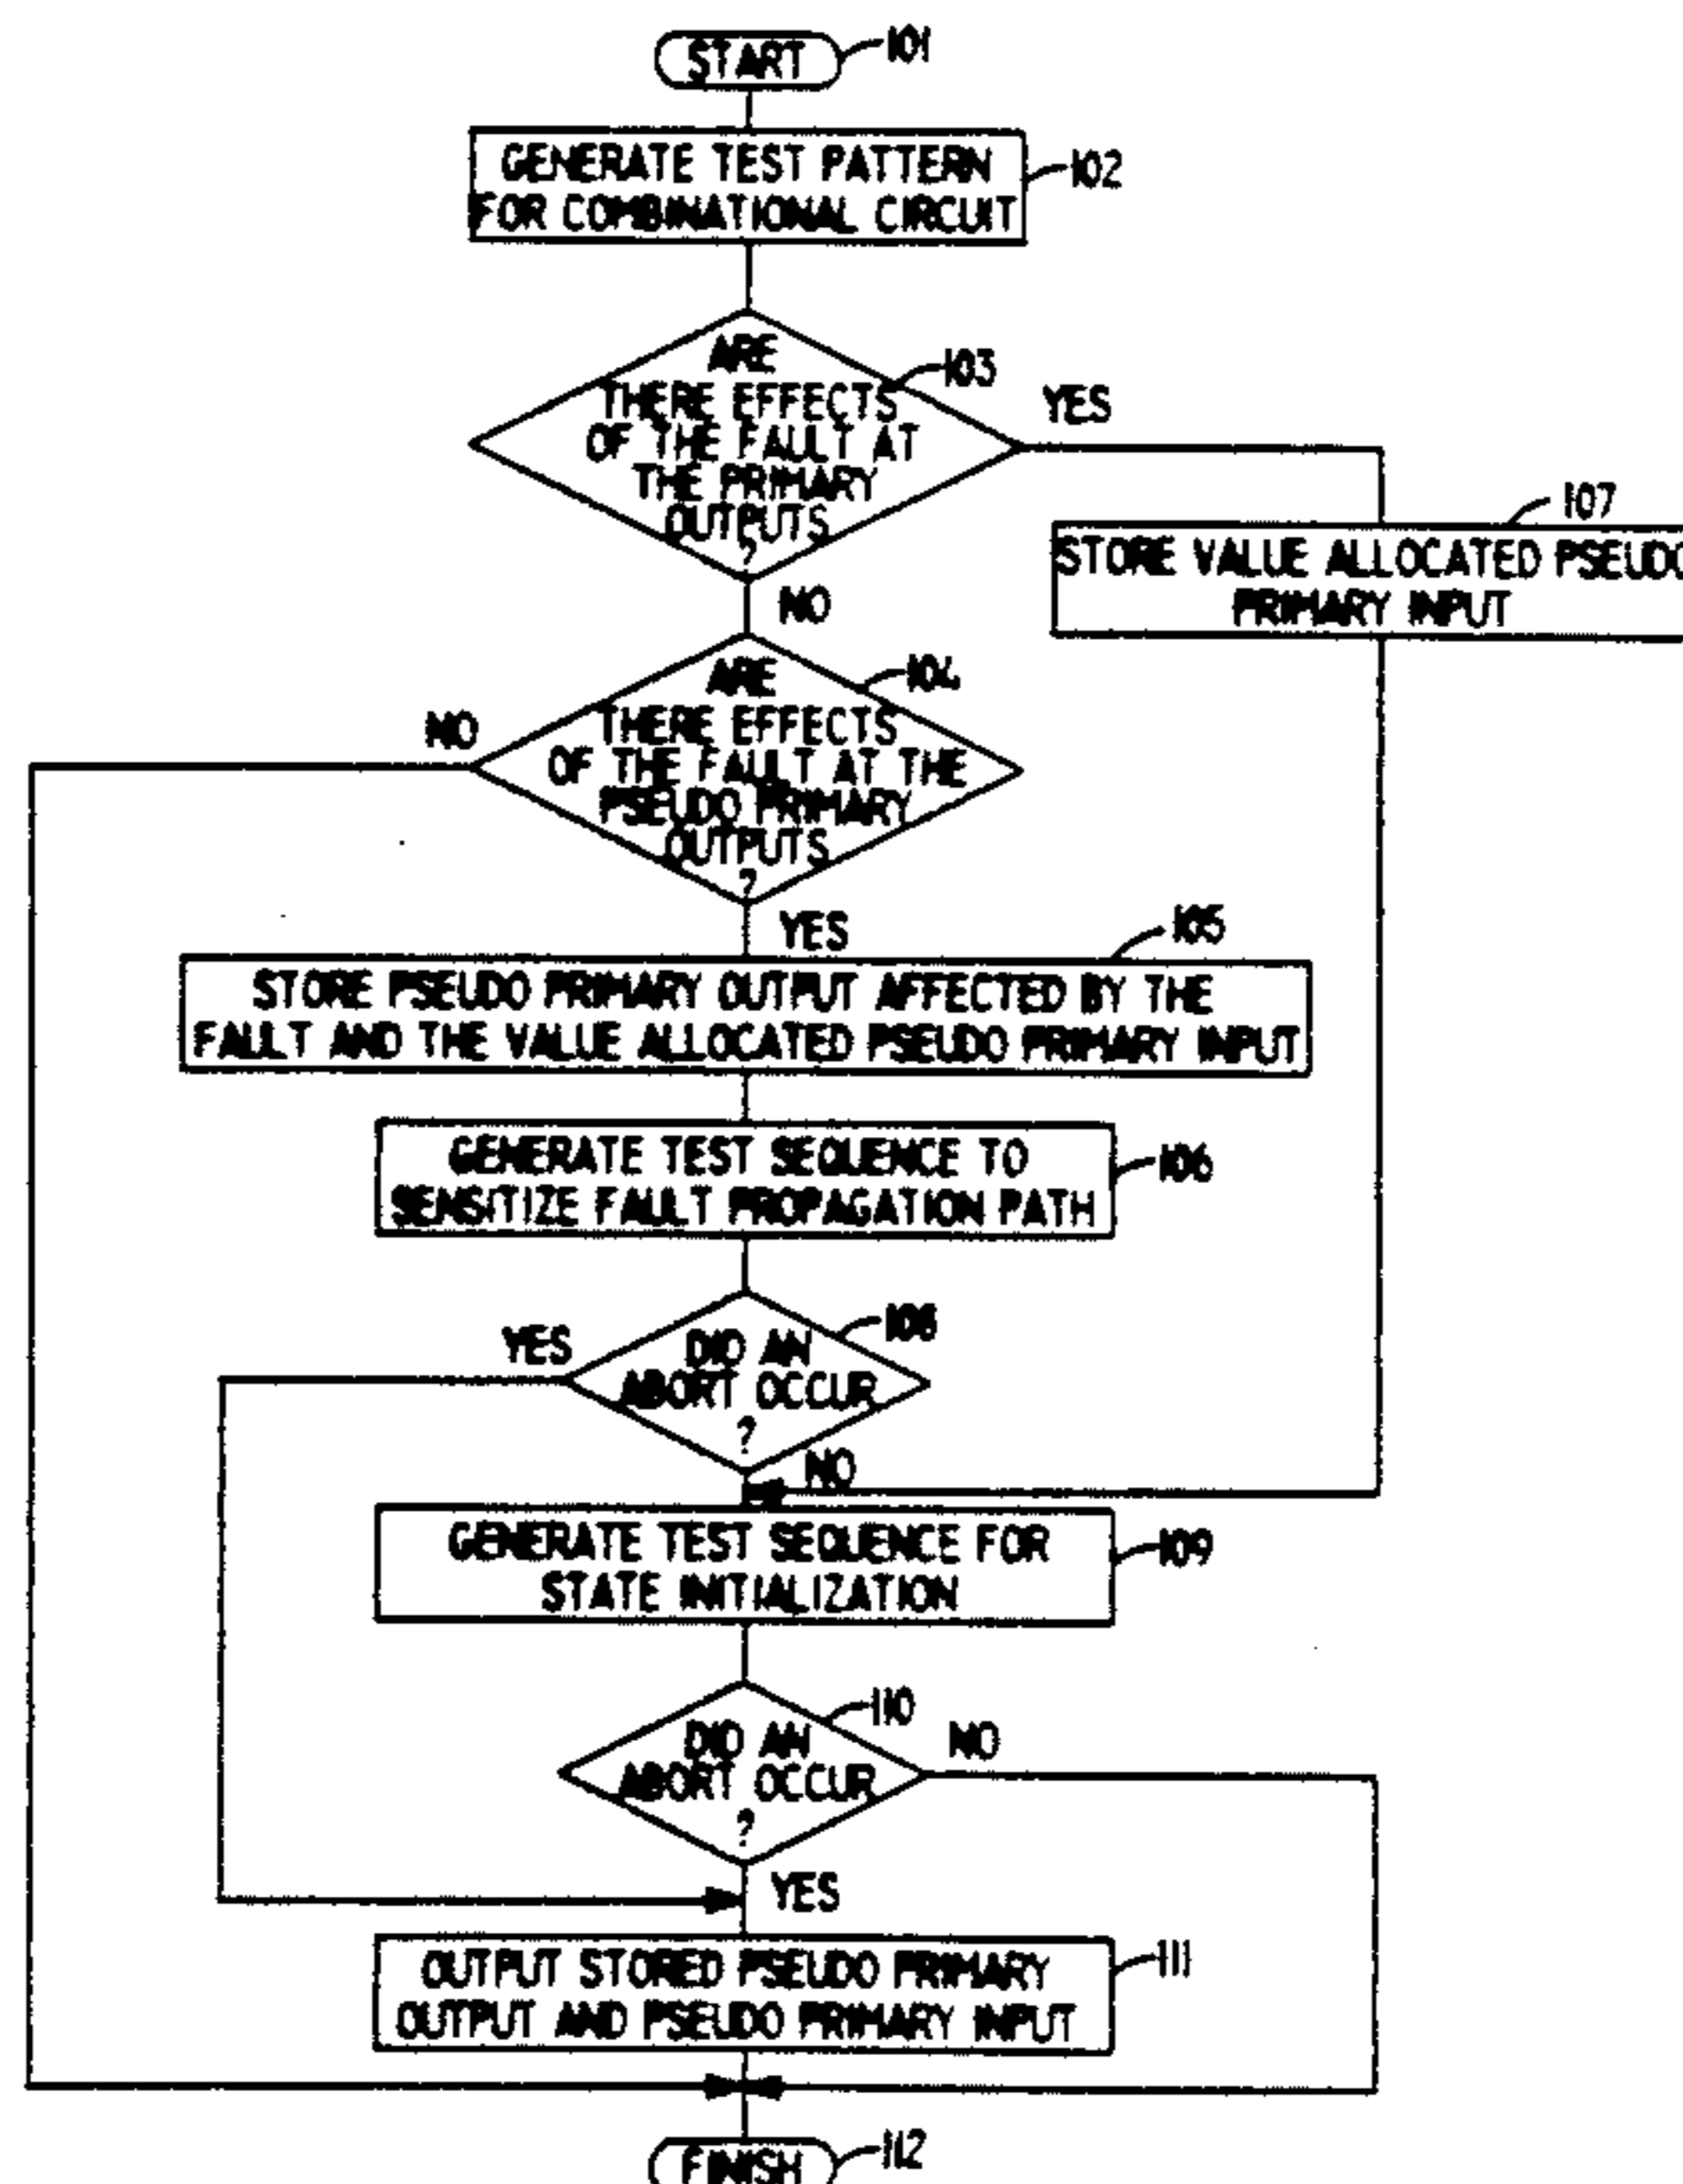 START
101
GENERATE TEST PATTERN
FOR COMBINATIONAL CIRCUIT
102
ARE
THERE EFFECTS
OF THE FAULT AT
THE PRIMARY
OUTPUTS
?
103
YES
NO
107
STORE VALUE ALLOCATED PSEUDO
PRIMARY INPUT
ARE
THERE EFFECTS
OF THE FAULT AT THE
PSEUDO PRIMARY
OUTPUTS
?
104
NO
YES
105
STORE PSEUDO PRIMARY OUTPUT AFFECTED BY THE
FAULT AND THE VALUE ALLOCATED PSEUDO PRIMARY INPUT
GENERATE TEST SEQUENCE TO
SENSITIZE FAULT PROPAGATION PATH
106
DID AN
ABORT OCCUR
?
108
YES
NO
GENERATE TEST SEQUENCE FOR
STATE INITIALIZATION
109
DID AN
ABORT OCCUR
?
110
NO
YES
OUTPUT STORED PSEUDO PRIMARY
OUTPUT AND PSEUDO PRIMARY INPUT
111
FINISH
112